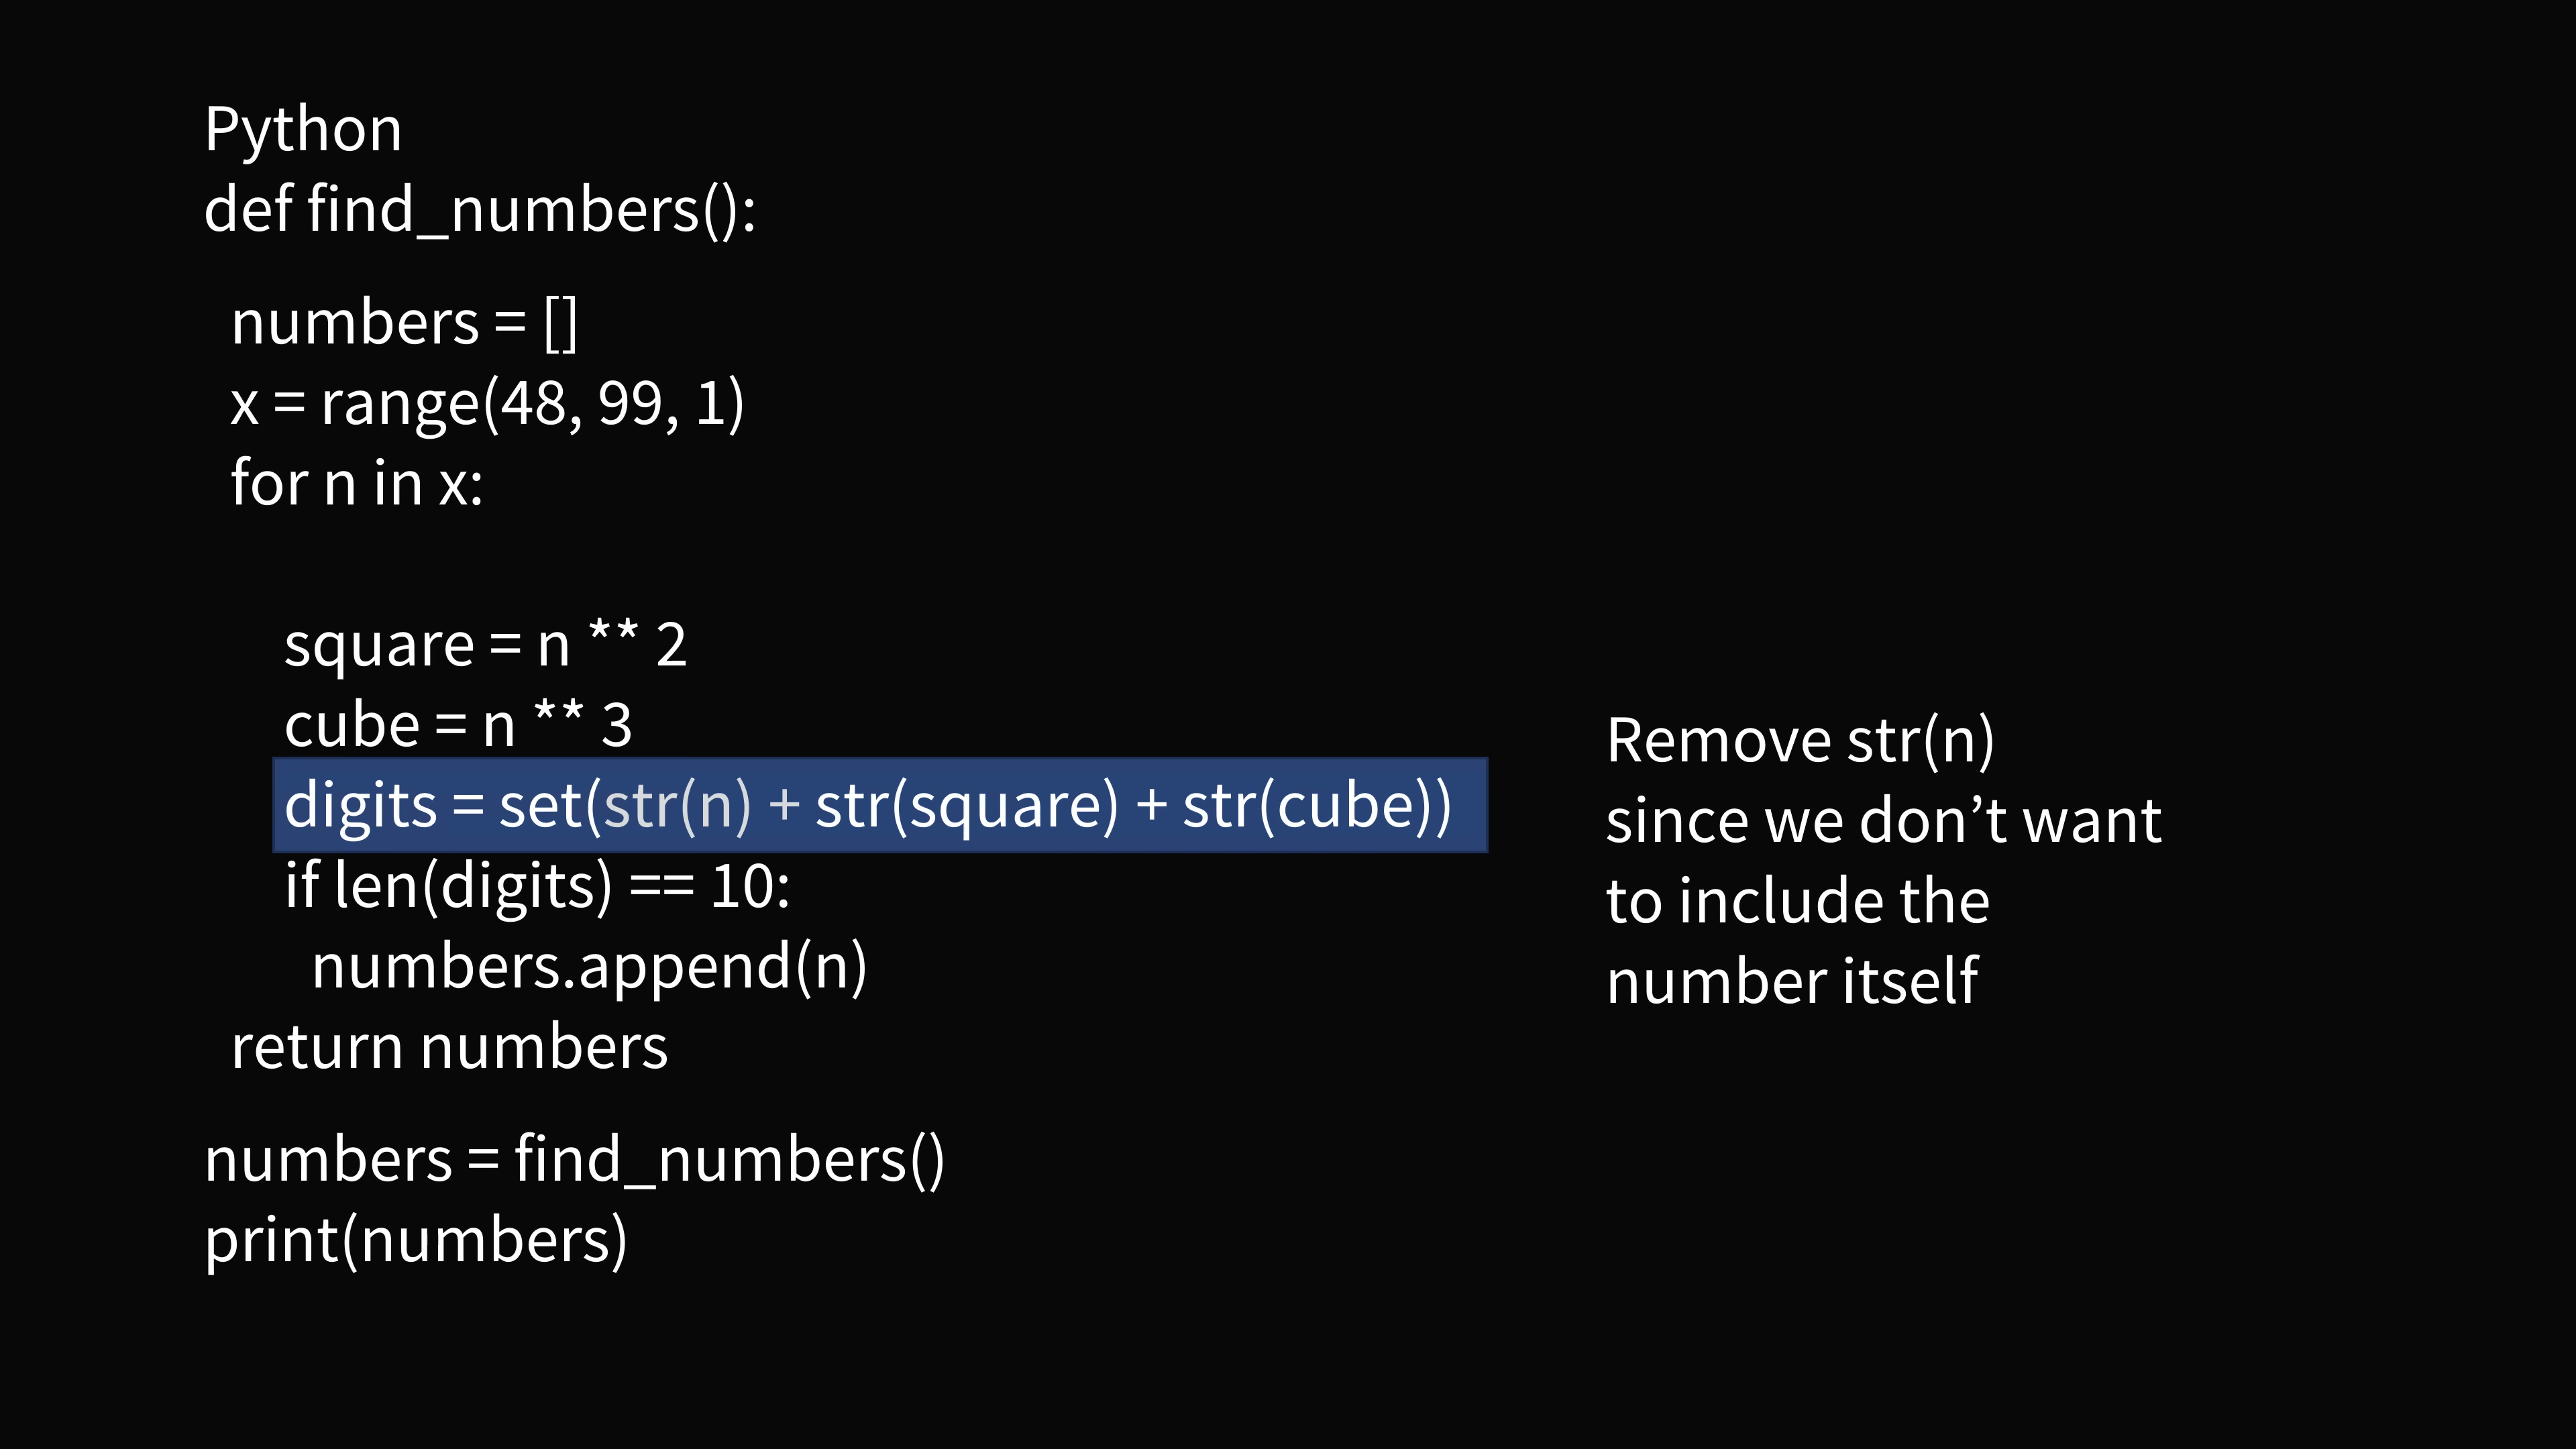 Python
def find_numbers():
numbers = []
x = range(48, 99, 1)
for n in x:
square = n ** 2
cube = n ** 3
digits = set(str(n) + str(square) + str(cube))
if len(digits) == 10:
numbers.append(n)
return numbers
numbers = find_numbers()
print(numbers)
Remove str(n)
since we don’t want
to include the
number itself